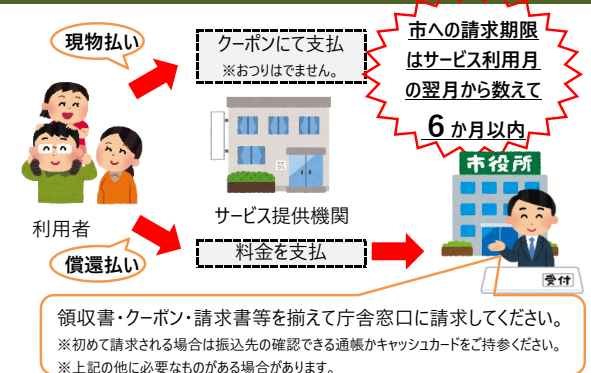 現物払い
クーポンにて支払
※おつりはでません。
市への請求期限
はサービス利用月
の翌月から数えて
6か月以内
市役所
利用者
サービス提供機関
償還払い
料金を支払
受付
領収書・クーポン・請求書等を揃えて庁舎窓口に請求してください。
※初めて請求される場合は振込先の確認できる通帳かキャッシュカードをご持参ください。
※上記の他に必要なものがある場合があります。